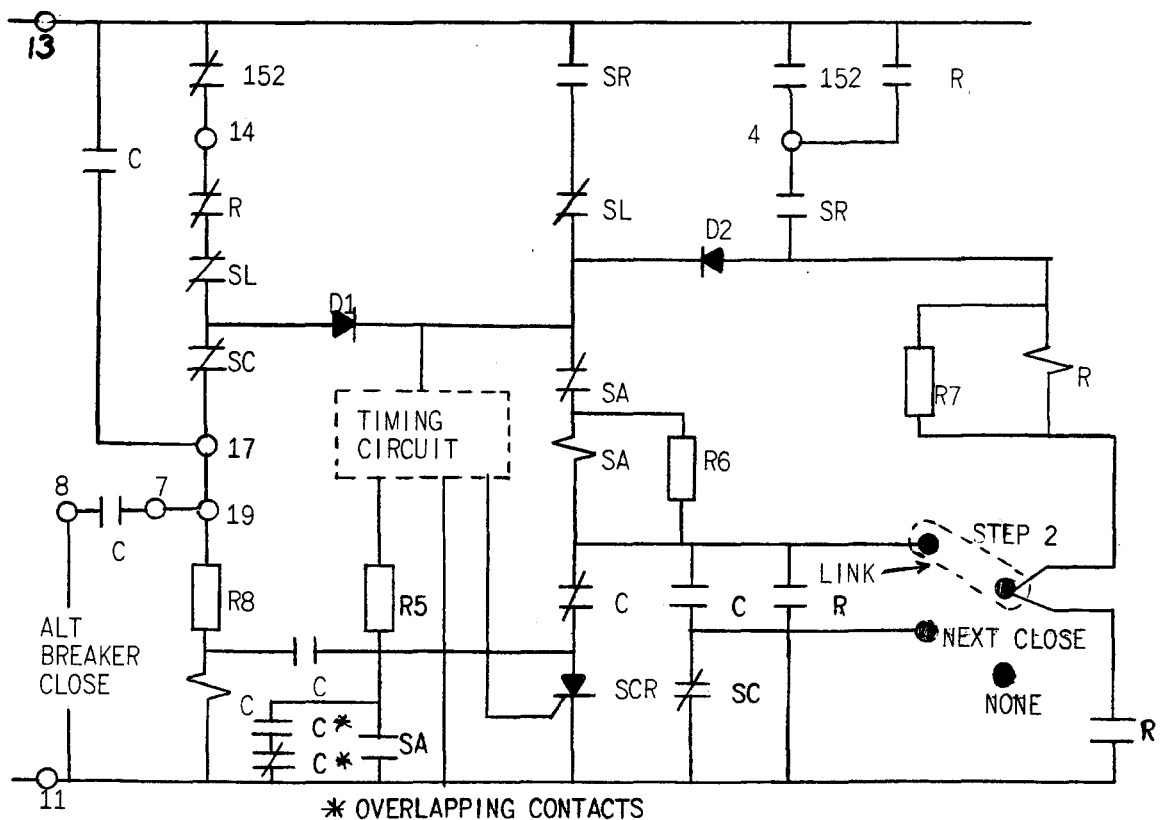 13
152
SR
152
R
14
4
C
R
SL
SR
SL
D2
D1
SC
SA
R7
R
TIMING
CIRCUIT
17
SA
R6
8
7
19
STEP 2
C
LINK
R8
R5
C
C
R
ALT
BREAKER
CLOSE
NEXT CLOSE
C
SCR
SC
NONE
C
C*
SA
R
C*
11
* OVERLAPPING CONTACTS